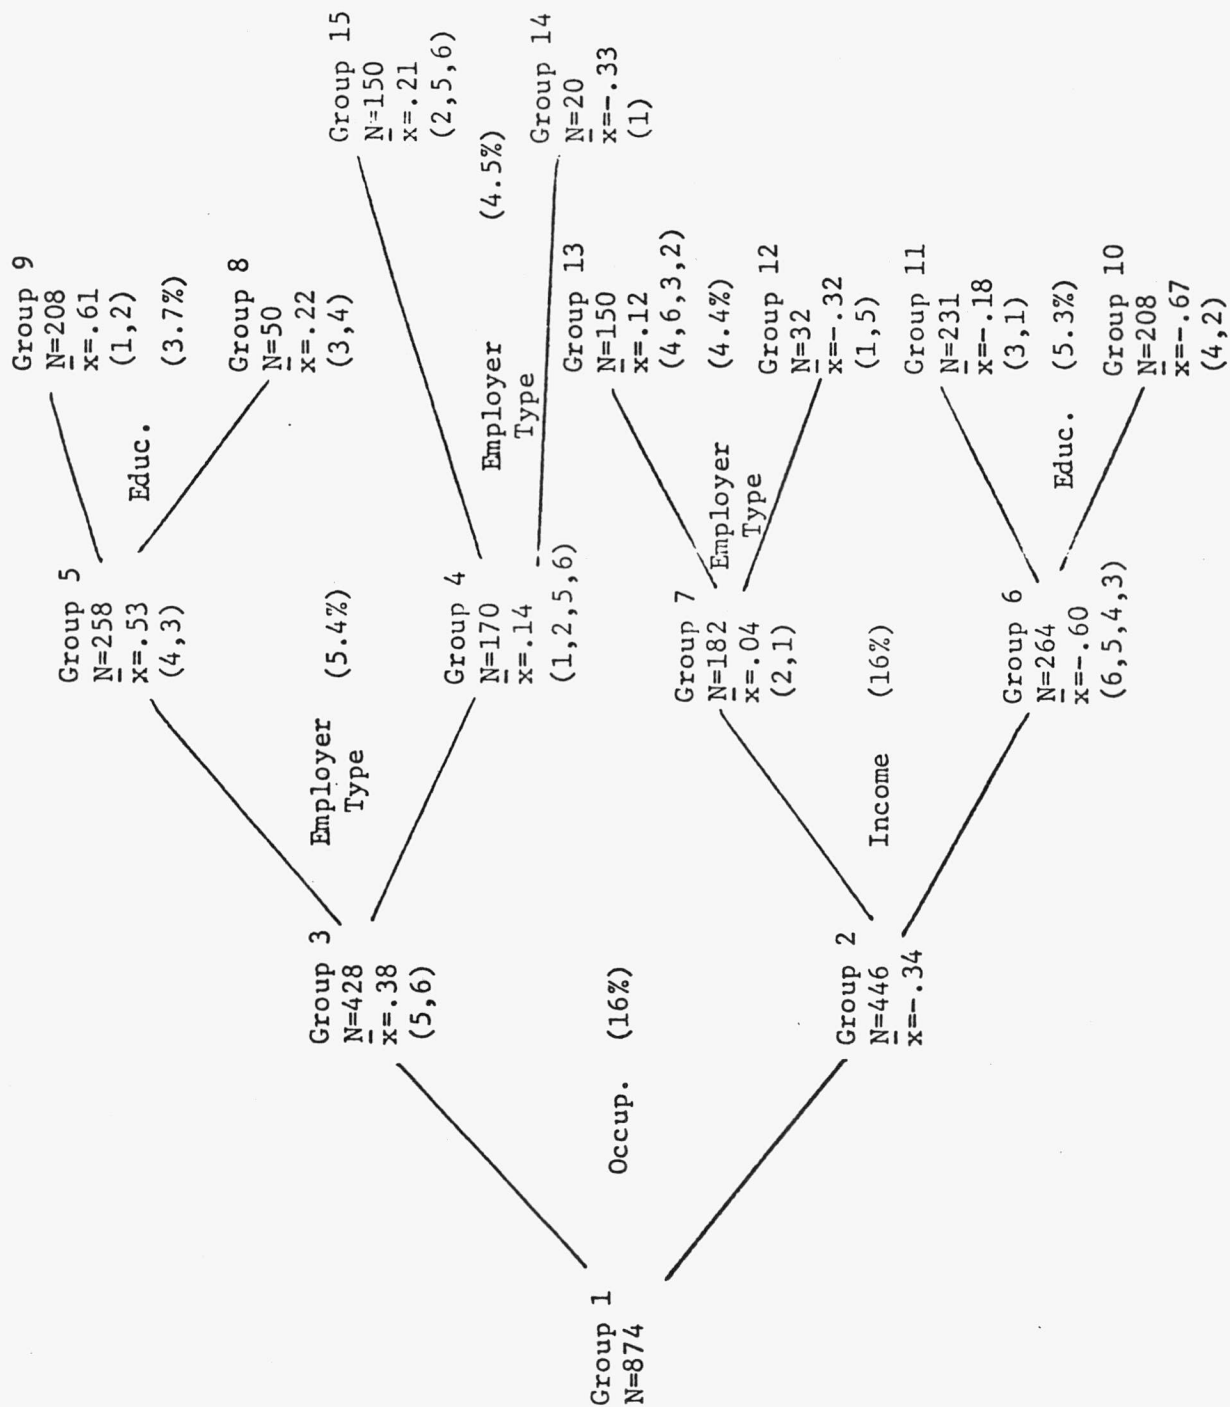 Group 1
N=874
Occup. (16%)
Group 3
N=428
x=.38
(5,6)
Group 2
N=446
x=-.34
Employer
Type
(5.4%)
Income (16%)
Group 5
N=258
x=.53
(4,3)
Group 4
N=170
x=.14
(1,2,5,6)
Group 7
N=182
x=.04
(2,1)
Group 6
N=264
x=-.60
(6,5,4,3)
Educ.
Employer
Type
(4.5%)
Employer
Type
Educ.
Group 9
N=208
x=.61
(1,2)
(3.7%)
Group 8
N=50
x=.22
(3,4)
Group 15
N=150
x=.21
(2,5,6)
Group 14
N=20
x=-.33
(1)
Group 13
N=150
x=.12
(4,6,3,2)
(4.4%)
Group 12
N=32
x=-.32
(1,5)
Group 11
N=231
x=-.18
(3,1)
(5.3%)
Group 10
N=208
x=-.67
(4,2)